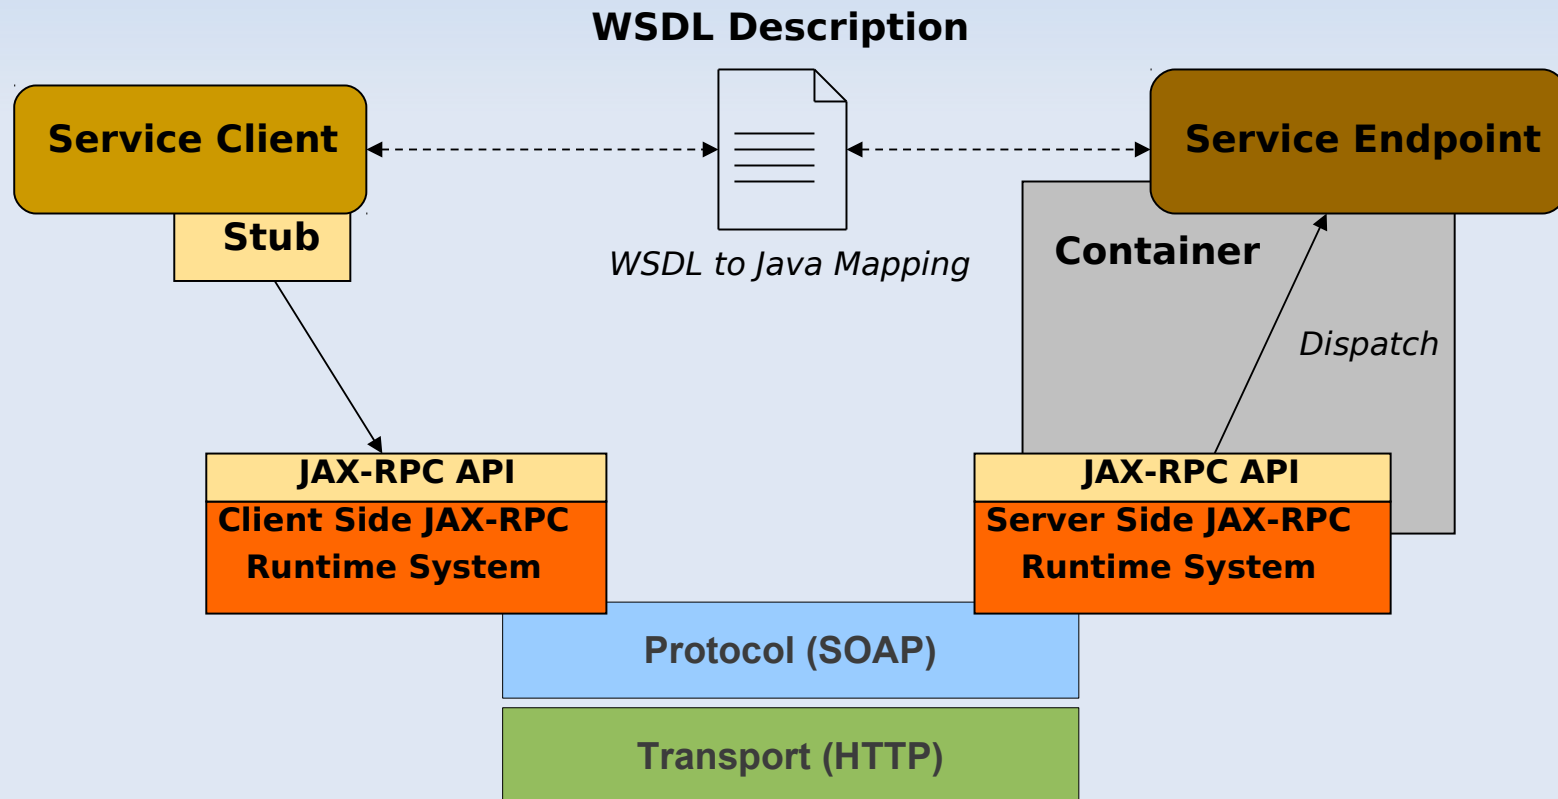 WSDL Description
Service Client
Service Endpoint
Stub
WSDL to Java Mapping
Container
Dispatch
JAX-RPC API
Client Side JAX-RPC
Runtime System
JAX-RPC API
Server Side JAX-RPC
Runtime System
Protocol (SOAP)
Transport (HTTP)